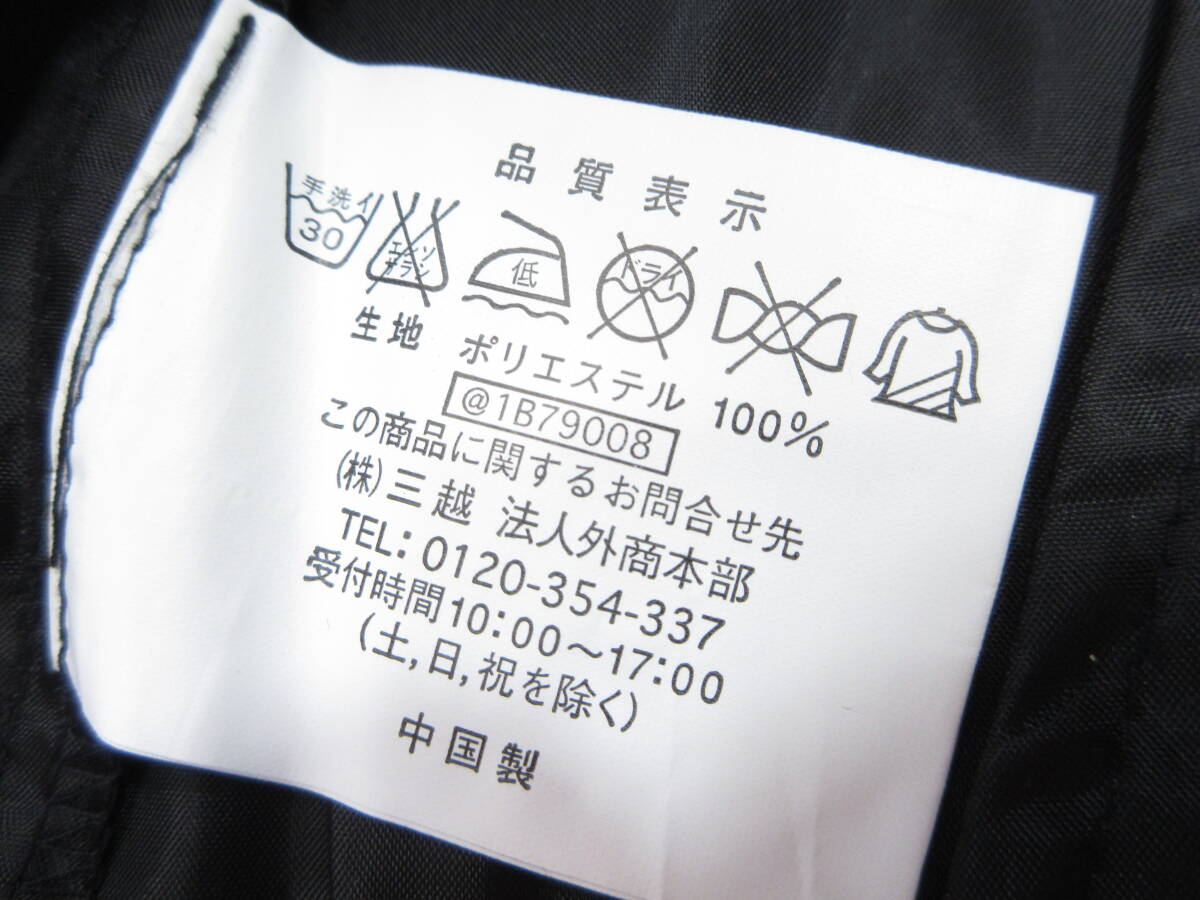 品質表示
手洗イ 30 エンソサラシ 低 ドライ
生地 ポリエステル 100%
@1B79008
この商品に関するお問合せ先
(株)三越 法人外商本部
TEL: 0120-354-337
受付時間10:00〜17:00
(土,日,祝を除く)
中国製